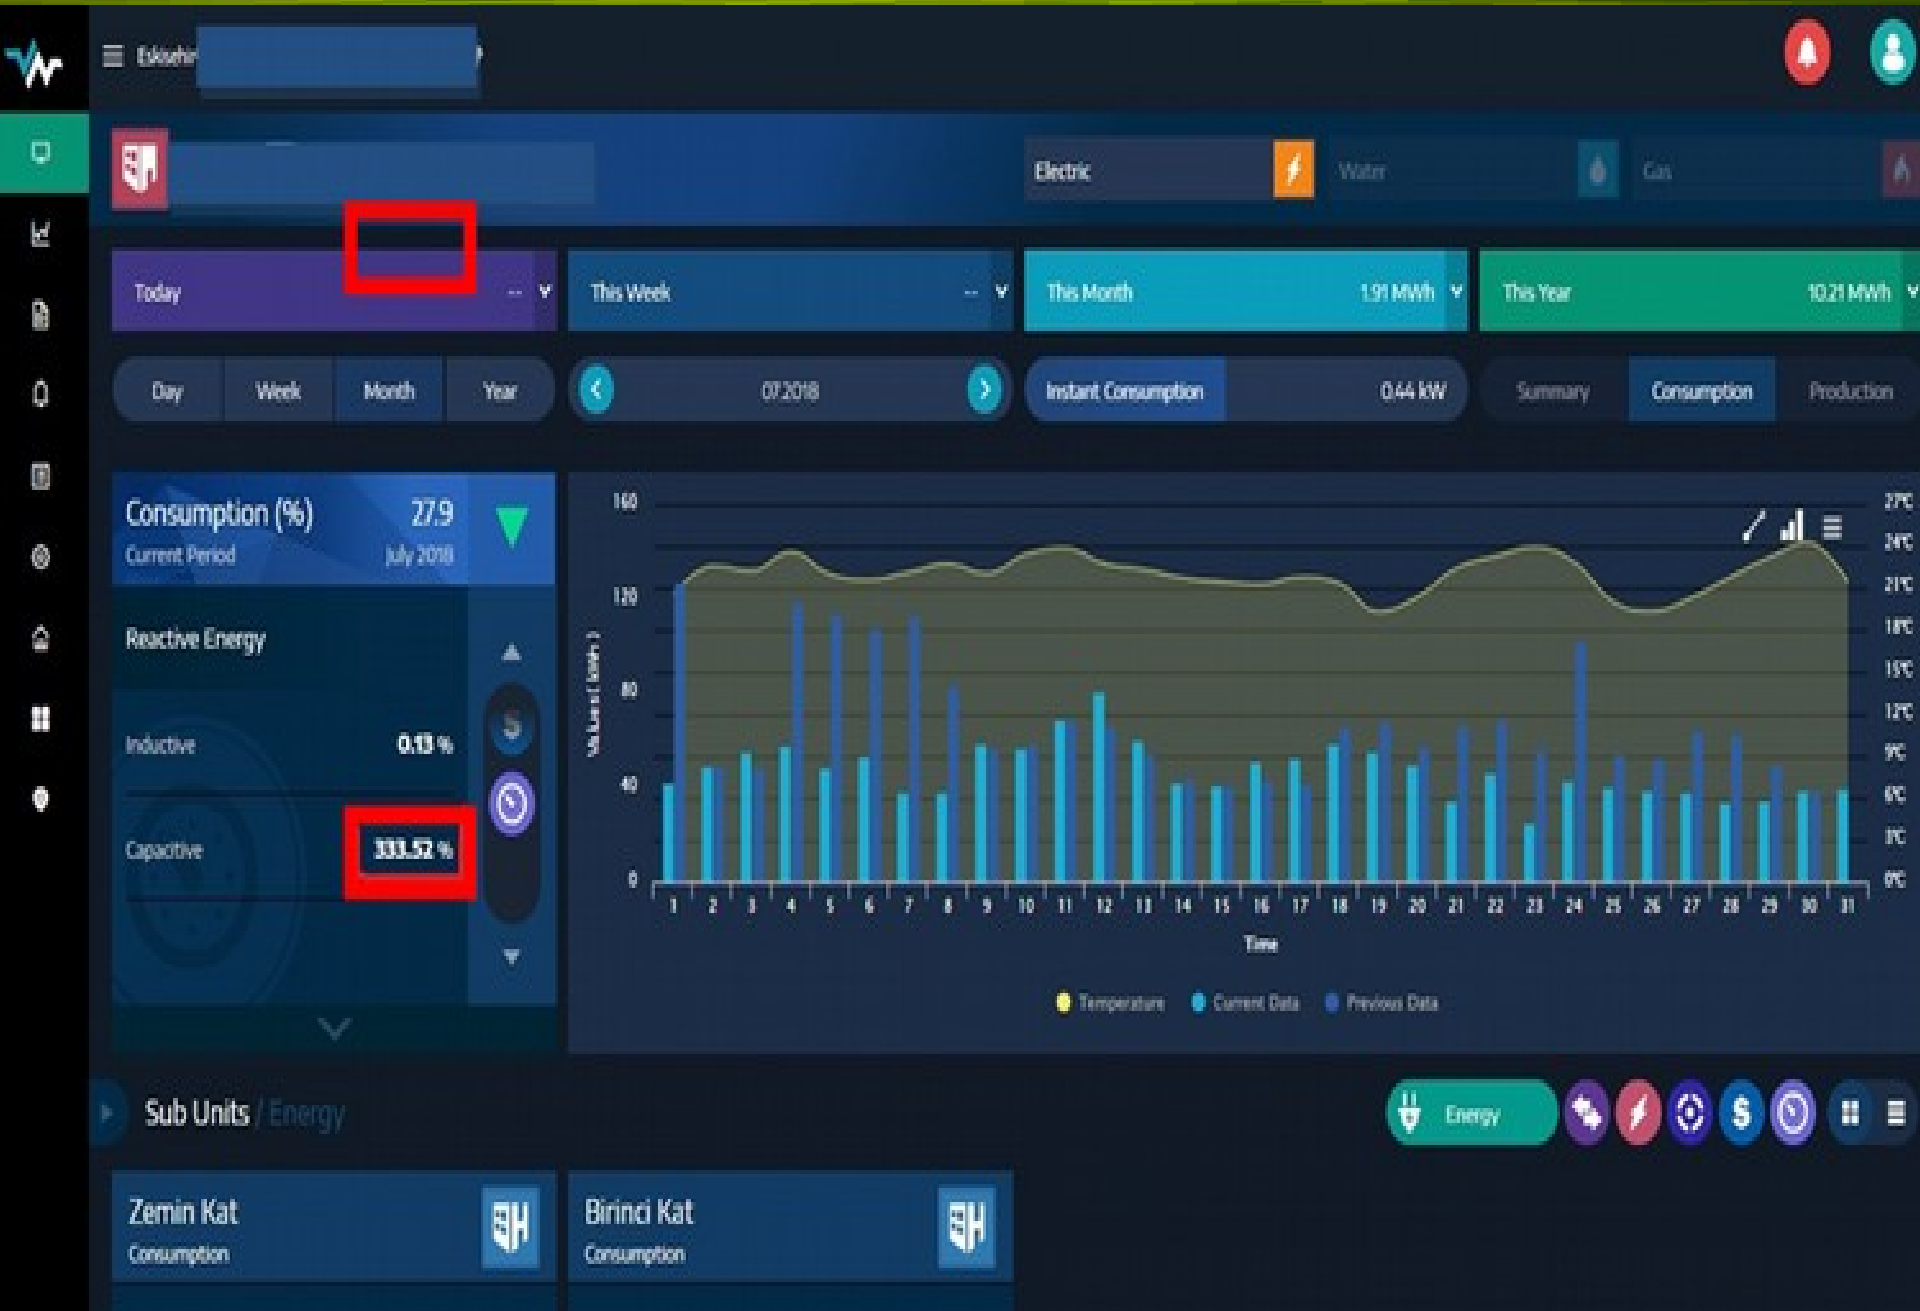 Eskisehir
Electric
Water
Gas
Today -- This Week -- This Month 1.91 MWh This Year 10.21 MWh
Day Week Month Year 07.2018 Instant Consumption 0.44 kW Summary Consumption Production
Consumption (%) 27.9
Current Period July 2018
Reactive Energy
Inductive 0.13 %
Capacitive 333.52 %
160
120
80
40
0
Values ( kWh )
27°C
24°C
21°C
18°C
15°C
12°C
9°C
6°C
3°C
0°C
1 2 3 4 5 6 7 8 9 10 11 12 13 14 15 16 17 18 19 20 21 22 23 24 25 26 27 28 29 30 31
Time
Temperature Current Data Previous Data
Sub Units / Energy
Energy
Zemin Kat
Consumption
Birinci Kat
Consumption